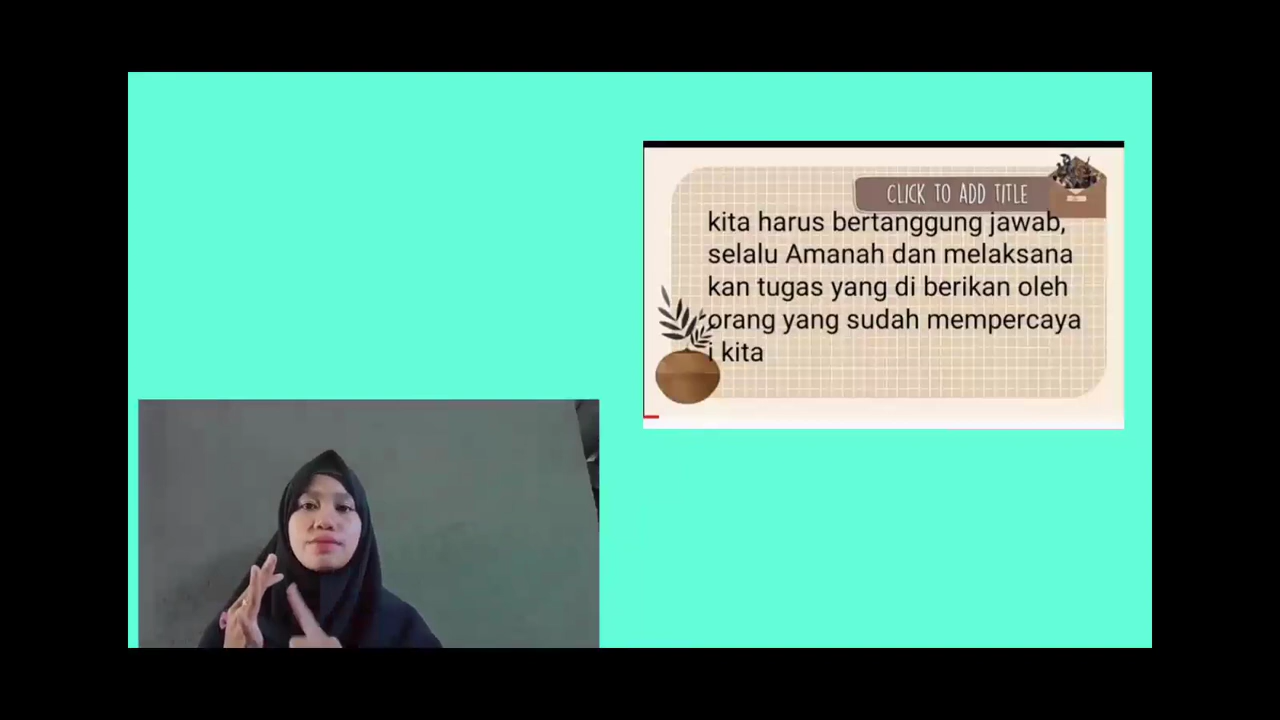 CLICK TO ADD TITLE
kita harus bertanggung jawab,
selalu Amanah dan melaksana
kan tugas yang di berikan oleh
orang yang sudah mempercaya
i kita